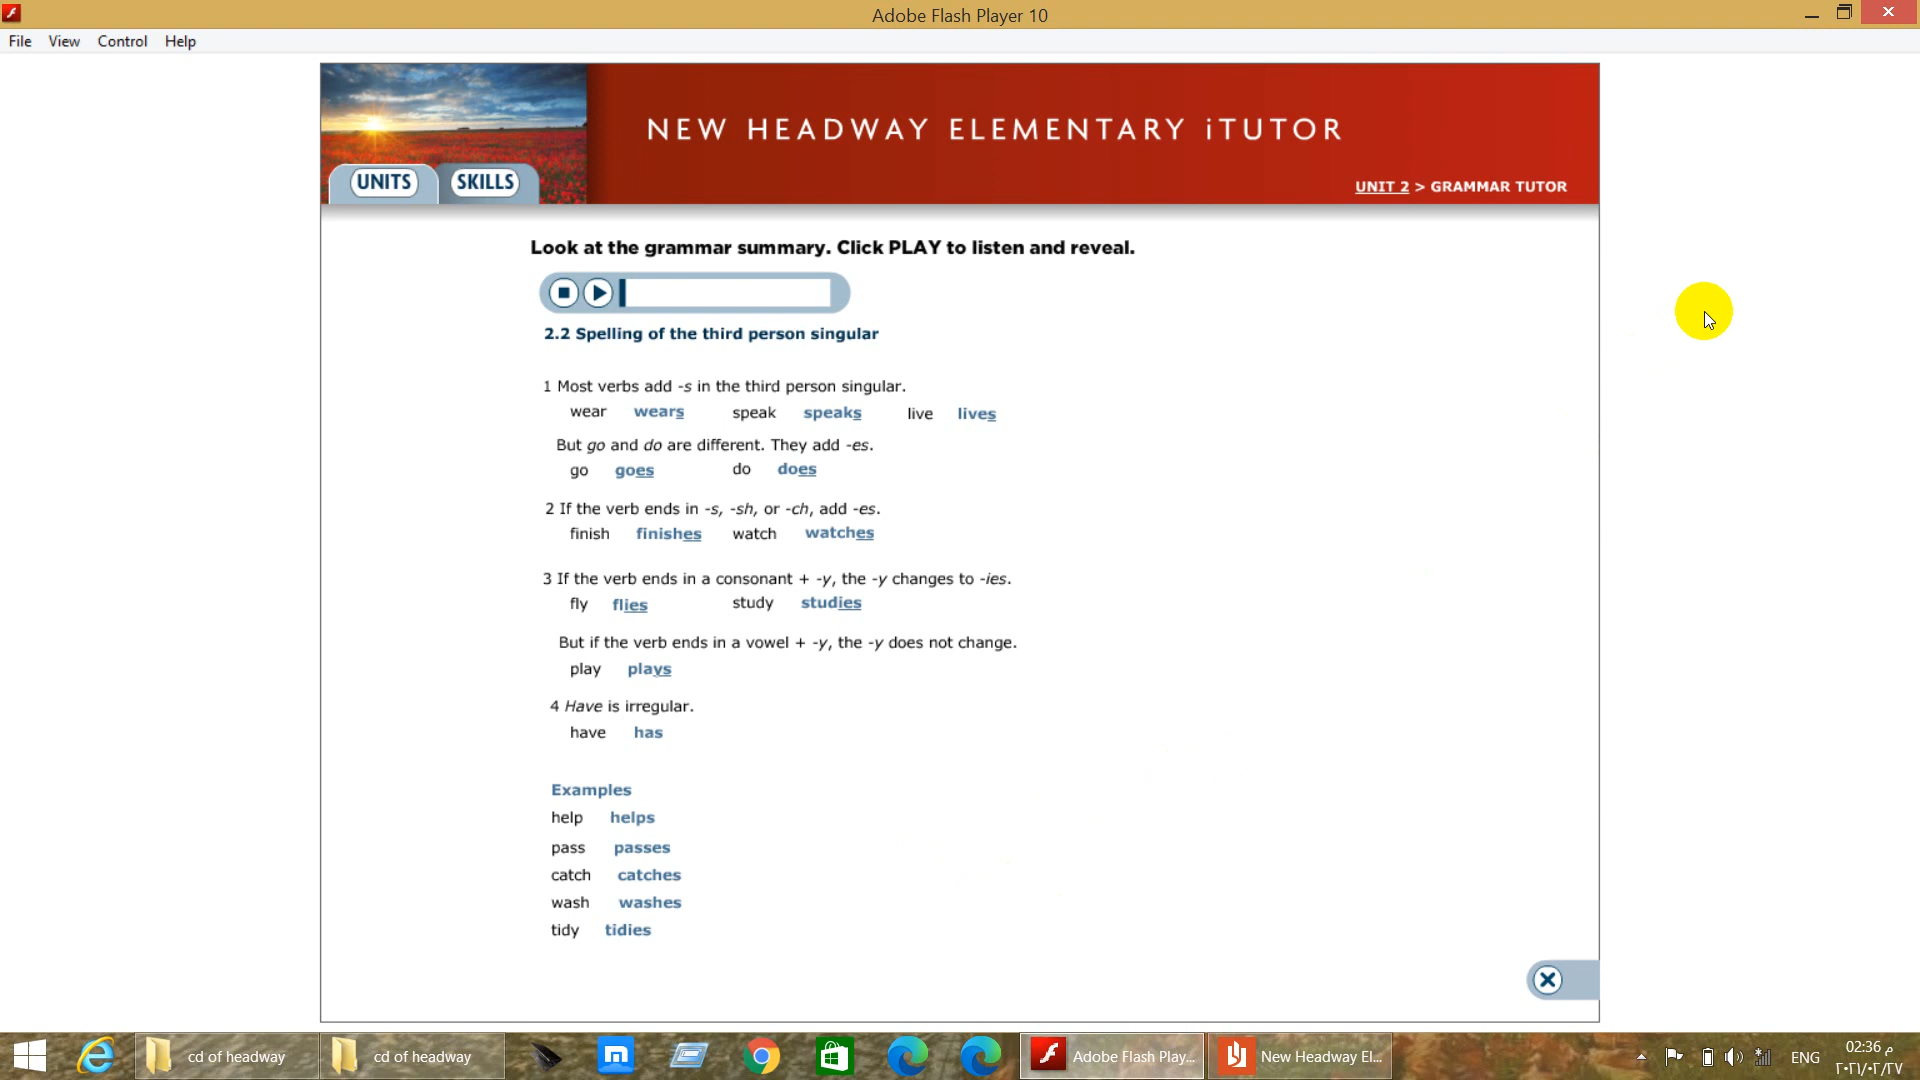 Adobe Flash Player 10
File View Control Help
NEW HEADWAY ELEMENTARY iTUTOR
UNITS SKILLS
UNIT 2 > GRAMMAR TUTOR
Look at the grammar summary. Click PLAY to listen and reveal.
2.2 Spelling of the third person singular
1 Most verbs add -s in the third person singular.
wear wears speak speaks live lives
But go and do are different. They add -es.
go goes do does
2 If the verb ends in -s, -sh, or -ch, add -es.
finish finishes watch watches
3 If the verb ends in a consonant + -y, the -y changes to -ies.
fly flies study studies
But if the verb ends in a vowel + -y, the -y does not change.
play plays
4 Have is irregular.
have has
Examples
help helps
pass passes
catch catches
wash washes
tidy tidies
cd of headway cd of headway Adobe Flash Play... New Headway El... ENG 02:36 م
٢٠٢١/٠٢/٢٧